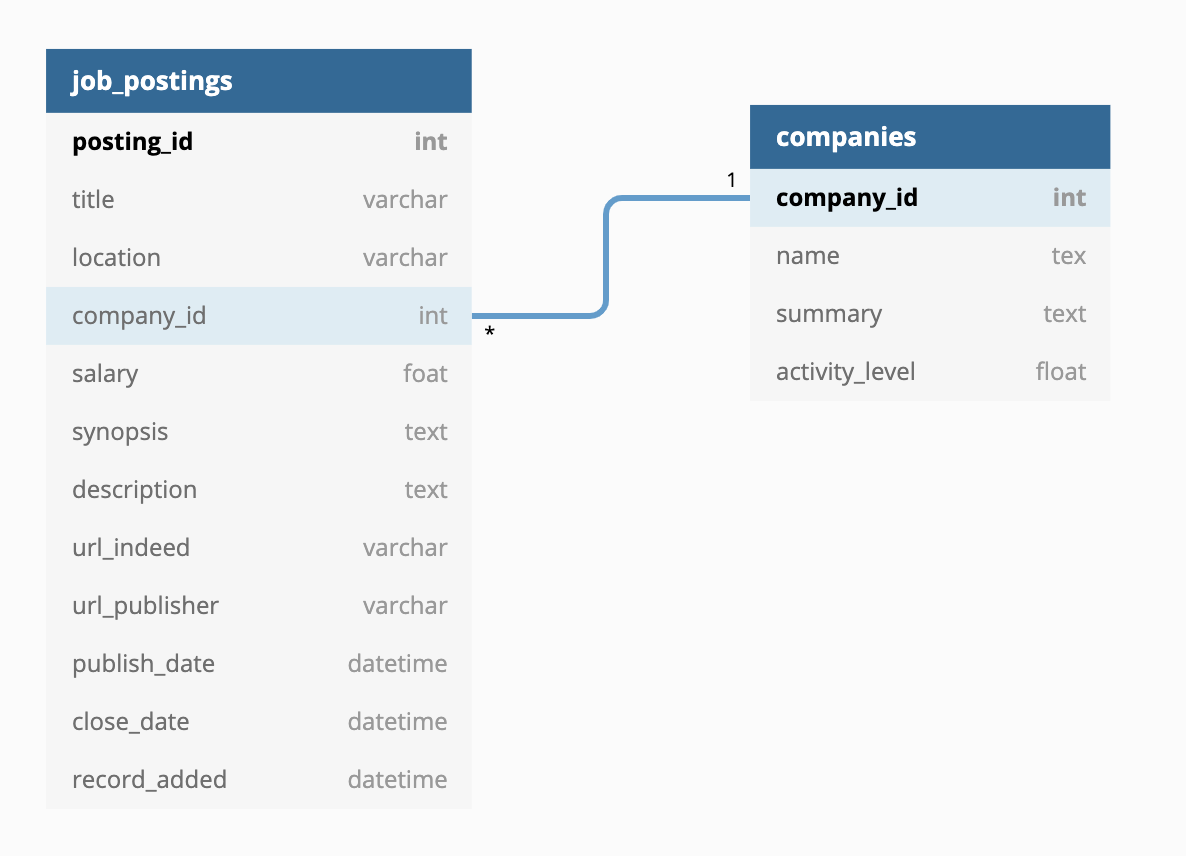 job_postings
posting_id int
title varchar
location varchar
company_id int
salary foat
synopsis text
description text
url_indeed varchar
url_publisher varchar
publish_date datetime
close_date datetime
record_added datetime
*
1
companies
company_id int
name tex
summary text
activity_level float